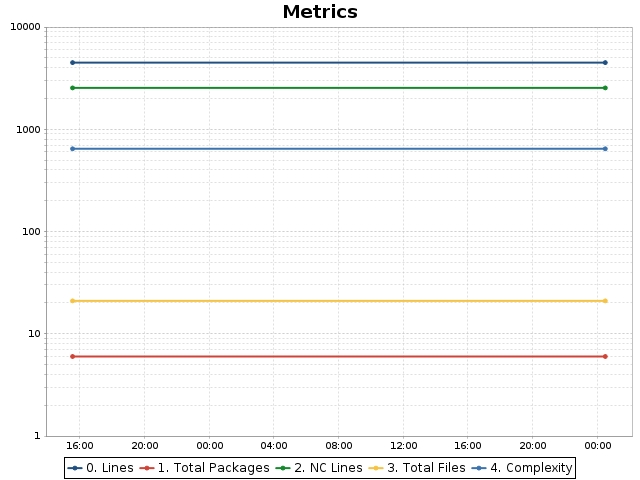 Metrics
10000
1000
100
10
1
16:00 20:00 00:00 04:00 08:00 12:00 16:00 20:00 00:00
0. Lines 1. Total Packages 2. NC Lines 3. Total Files 4. Complexity